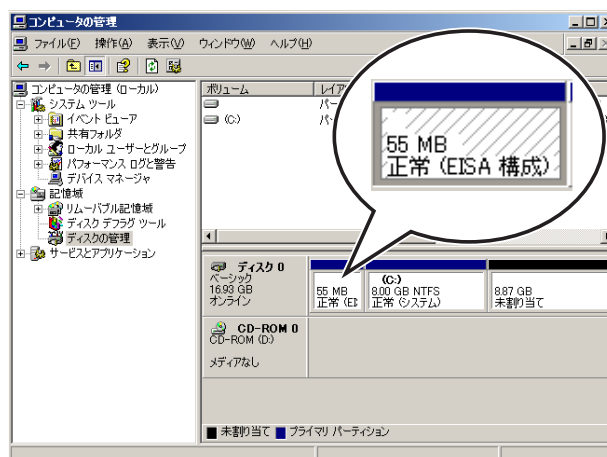 コンピュータの管理
ファイル(F) 操作(A) 表示(V) ウィンドウ(W) ヘルプ(H)
コンピュータの管理 (ローカル)
システム ツール
イベント ビューア
共有フォルダ
ローカル ユーザーとグループ
パフォーマンス ログと警告
デバイス マネージャ
記憶域
リムーバブル記憶域
ディスク デフラグ ツール
ディスクの管理
サービスとアプリケーション
ボリューム
(C:)
55 MB
正常 (EISA 構成)
ディスク 0
ベーシック
16.93 GB
オンライン
55 MB
正常 (EI
(C:)
8.00 GB NTFS
正常 (システム)
8.87 GB
未割り当て
CD-ROM 0
CD-ROM (D:)
メディアなし
未割り当て プライマリ パーティション